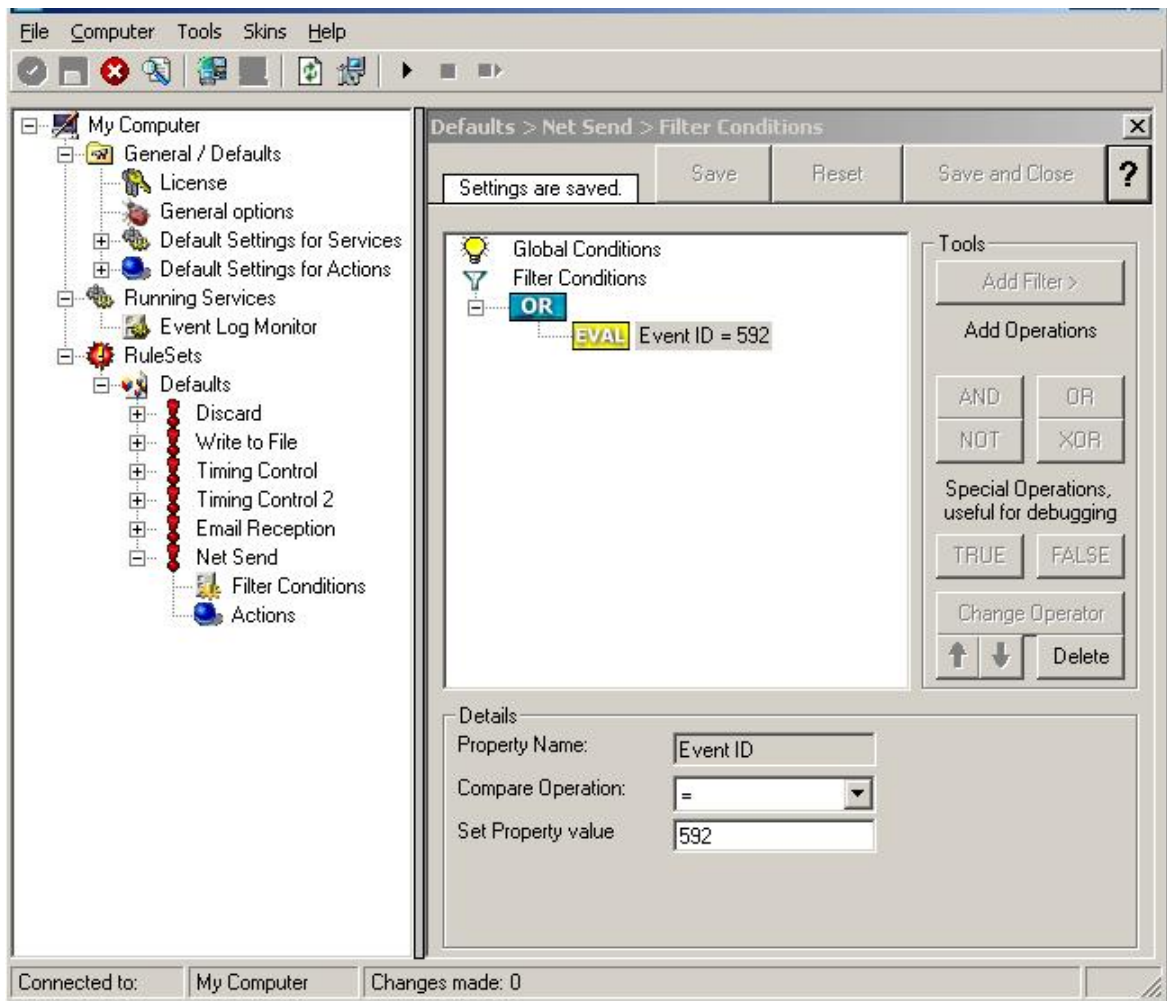 File Computer Tools Skins Help
My Computer
General / Defaults
License
General options
Default Settings for Services
Default Settings for Actions
Running Services
Event Log Monitor
RuleSets
Defaults
Discard
Write to File
Timing Control
Timing Control 2
Email Reception
Net Send
Filter Conditions
Actions
Defaults > Net Send > Filter Conditions
Settings are saved.
Save
Reset
Save and Close
?
Global Conditions
Filter Conditions
OR
EVAL Event ID = 592
Tools
Add Filter >
Add Operations
AND OR
NOT XOR
Special Operations,
useful for debugging
TRUE FALSE
Change Operator
Delete
Details
Property Name: Event ID
Compare Operation: =
Set Property value 592
Connected to: My Computer Changes made: 0